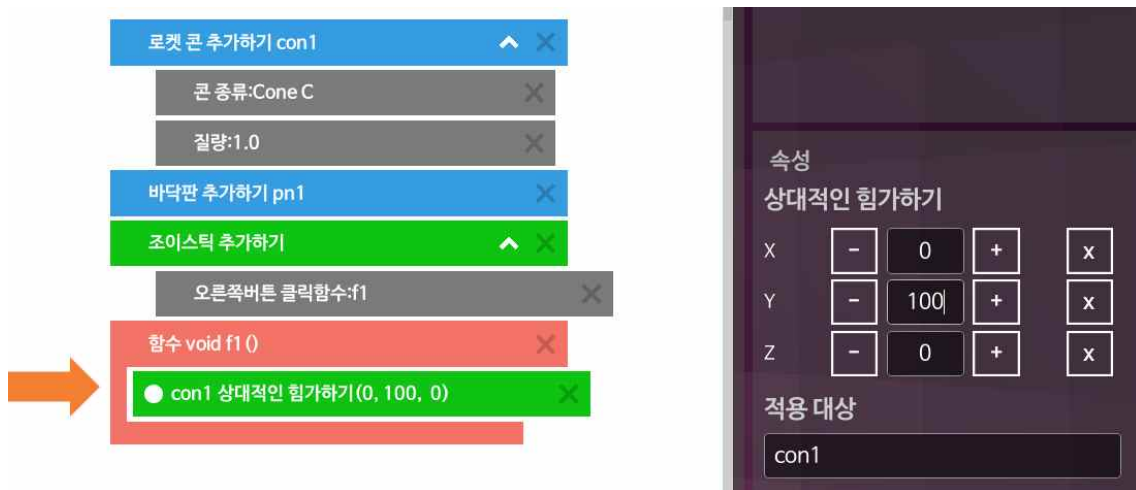 로켓 콘 추가하기 con1
콘 종류:Cone C
질량:1.0
바닥판 추가하기 pn1
조이스틱 추가하기
오른쪽버튼 클릭함수:f1
함수 void f1 ()
con1 상대적인 힘가하기(0, 100, 0)
속성
상대적인 힘가하기
X - 0 + x
Y - 100 + x
Z - 0 + x
적용 대상
con1